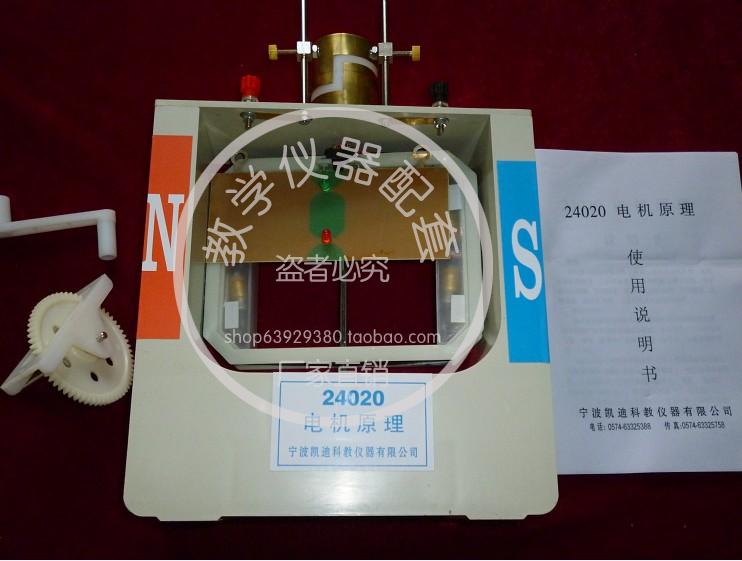 教学仪器配套
盗者必究
shop63929380.taobao.com
厂家直销
N
S
24020
电机原理
宁波凯迪科教仪器有限公司
24020 电机原理
使
用
说
明
书
宁波凯迪科教仪器有限公司
电话: 0574-63325388 传真:0574-63325758